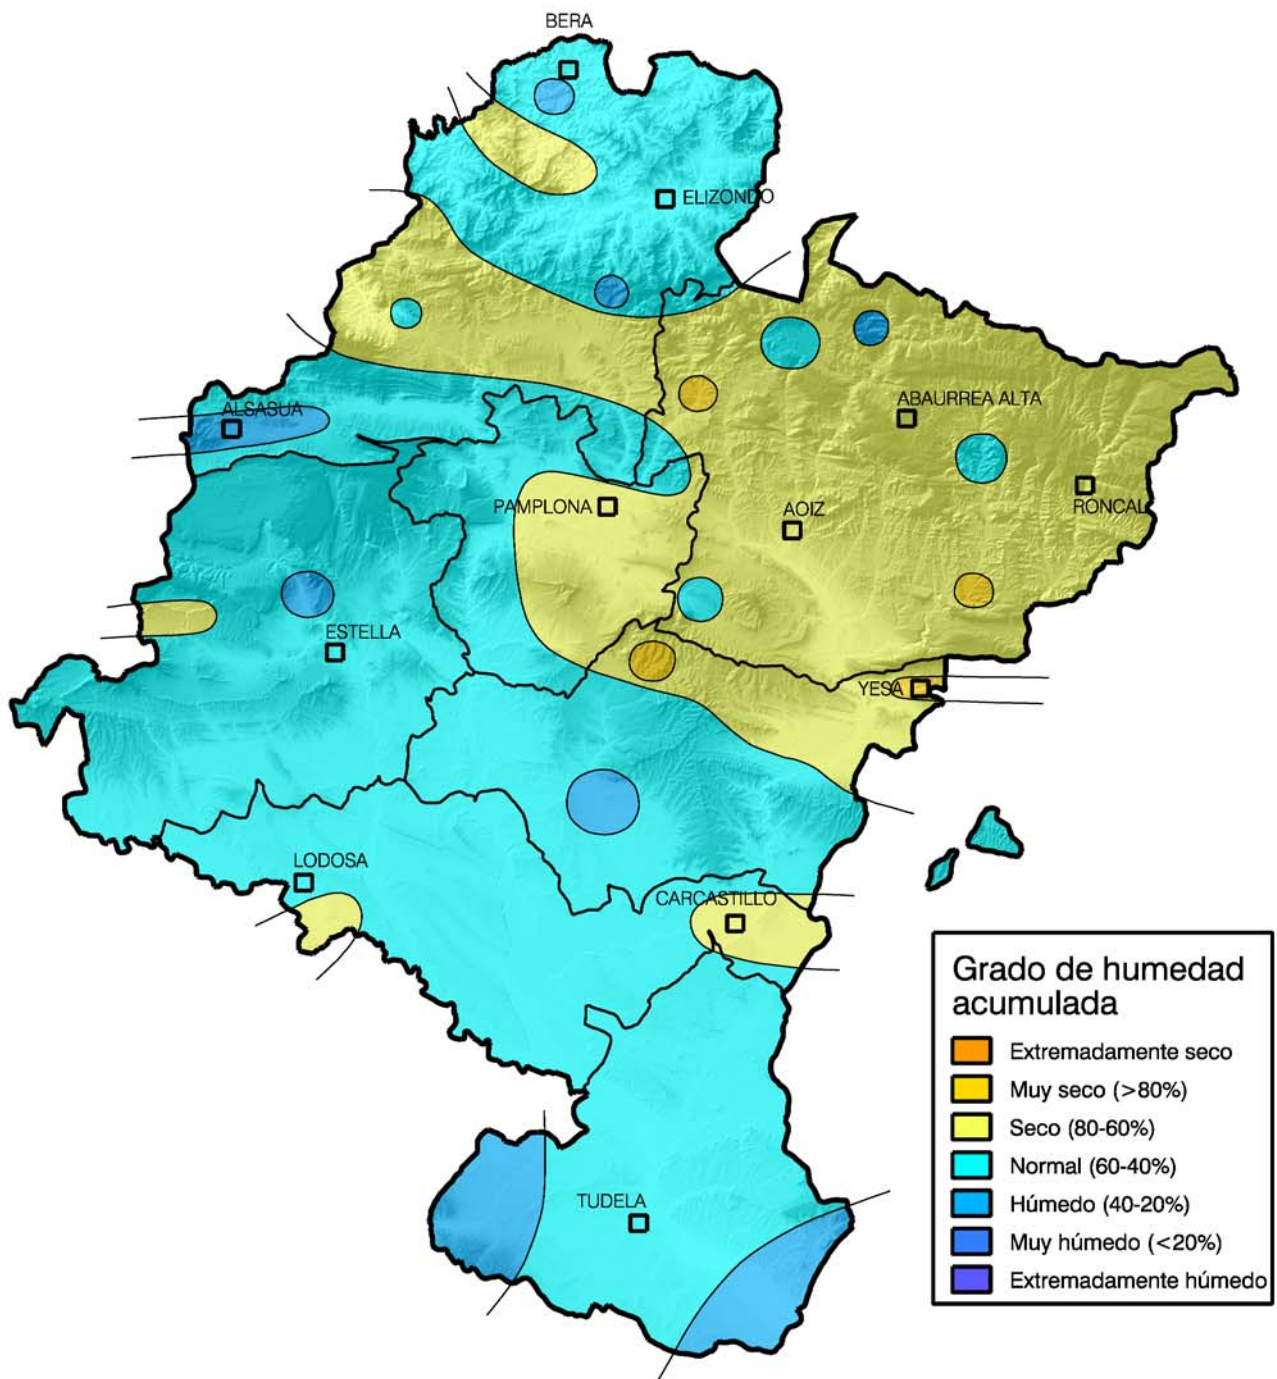 BERA
ELIZONDO
ALSASUA
ABAURREA ALTA
PAMPLONA
AOIZ
RONCAL
ESTELLA
YESA
LODOSA
CARCASTILLO
TUDELA
Grado de humedad
acumulada
Extremadamente seco
Muy seco (>80%)
Seco (80-60%)
Normal (60-40%)
Húmedo (40-20%)
Muy húmedo (<20%)
Extremadamente húmedo